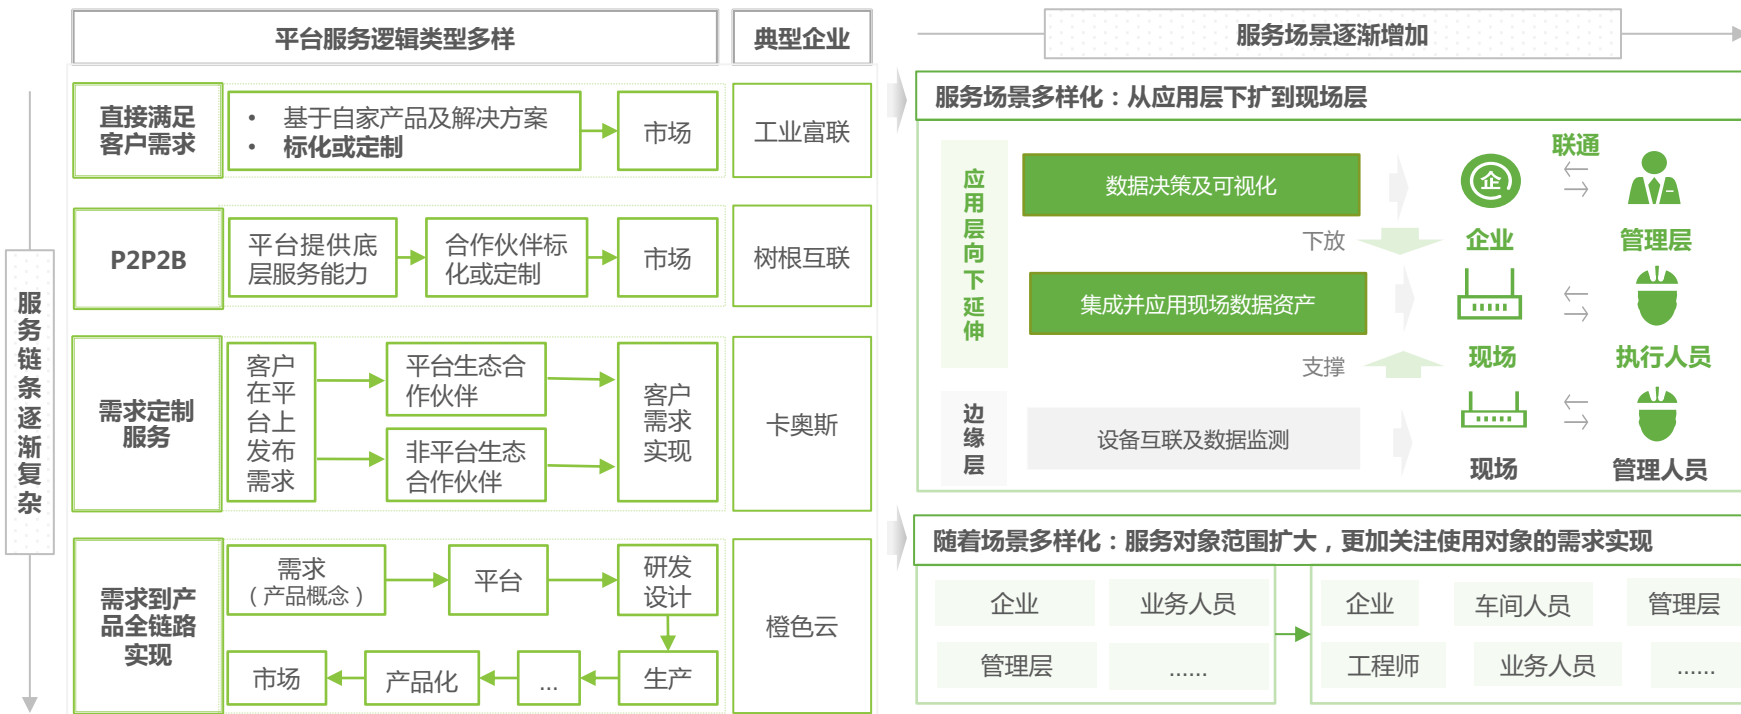 平台服务逻辑类型多样
典型企业
服务链条逐渐复杂
直接满足
客户需求
• 基于自家产品及解决方案
• 标化或定制
市场
工业富联
P2P2B
平台提供底
层服务能力
合作伙伴标
化或定制
市场
树根互联
需求定制
服务
客户
在平
台上
发布
需求
平台生态合
作伙伴
非平台生态
合作伙伴
客户
需求
实现
卡奥斯
需求到产
品全链路
实现
需求
（产品概念）
平台
研发
设计
生产
...
产品化
市场
橙色云
服务场景逐渐增加
服务场景多样化：从应用层下扩到现场层
应用层向下延伸
数据决策及可视化
联通
下放
企业
管理层
集成并应用现场数据资产
支撑
现场
执行人员
边缘层
设备互联及数据监测
现场
管理人员
随着场景多样化：服务对象范围扩大，更加关注使用对象的需求实现
企业
业务人员
管理层
......
企业
车间人员
管理层
工程师
业务人员
......